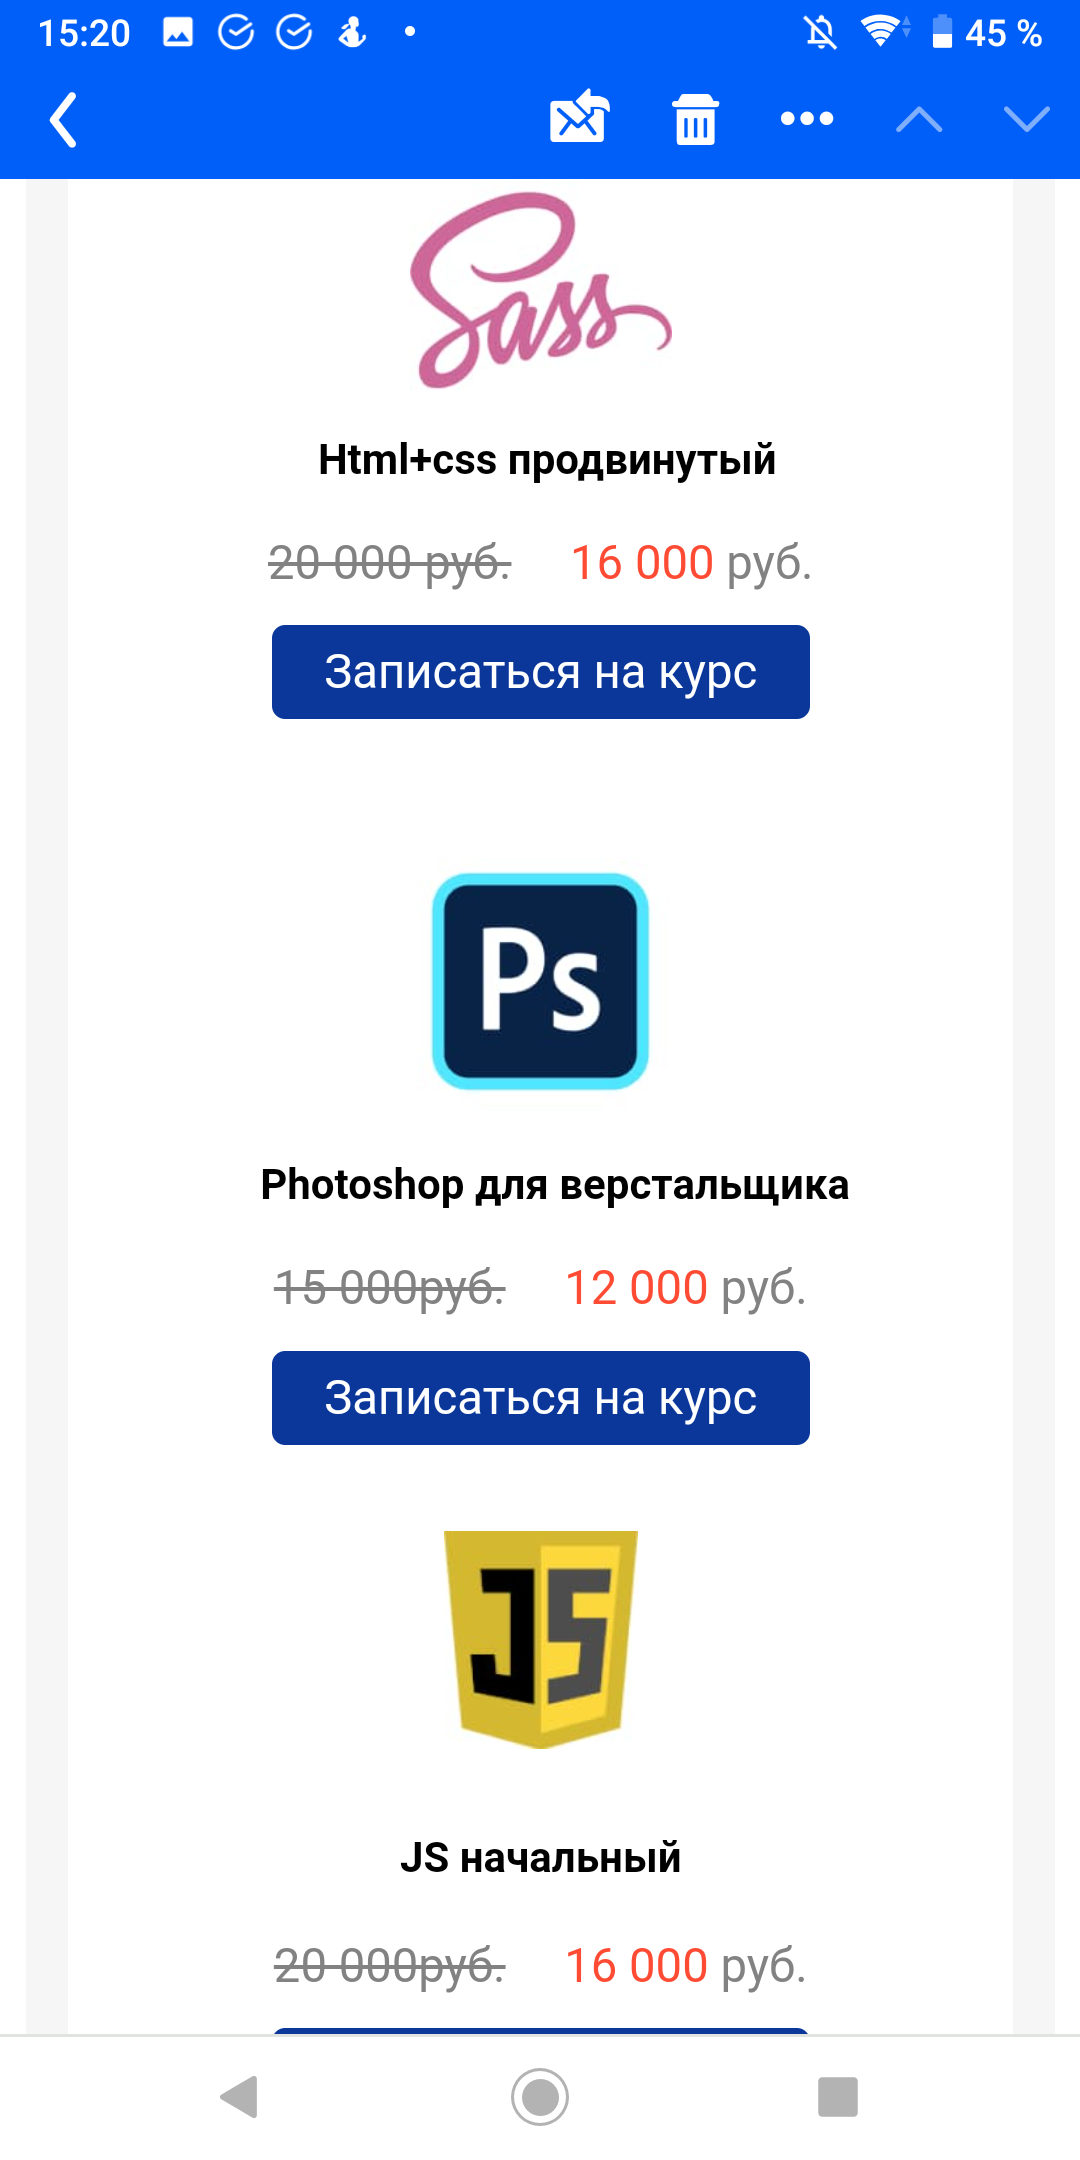 15:20
45 %
Sass
Html+css продвинутый
20 000 руб. 16 000 руб.
Записаться на курс
Ps
Photoshop для верстальщика
15 000руб. 12 000 руб.
Записаться на курс
JS
JS начальный
20 000руб. 16 000 руб.